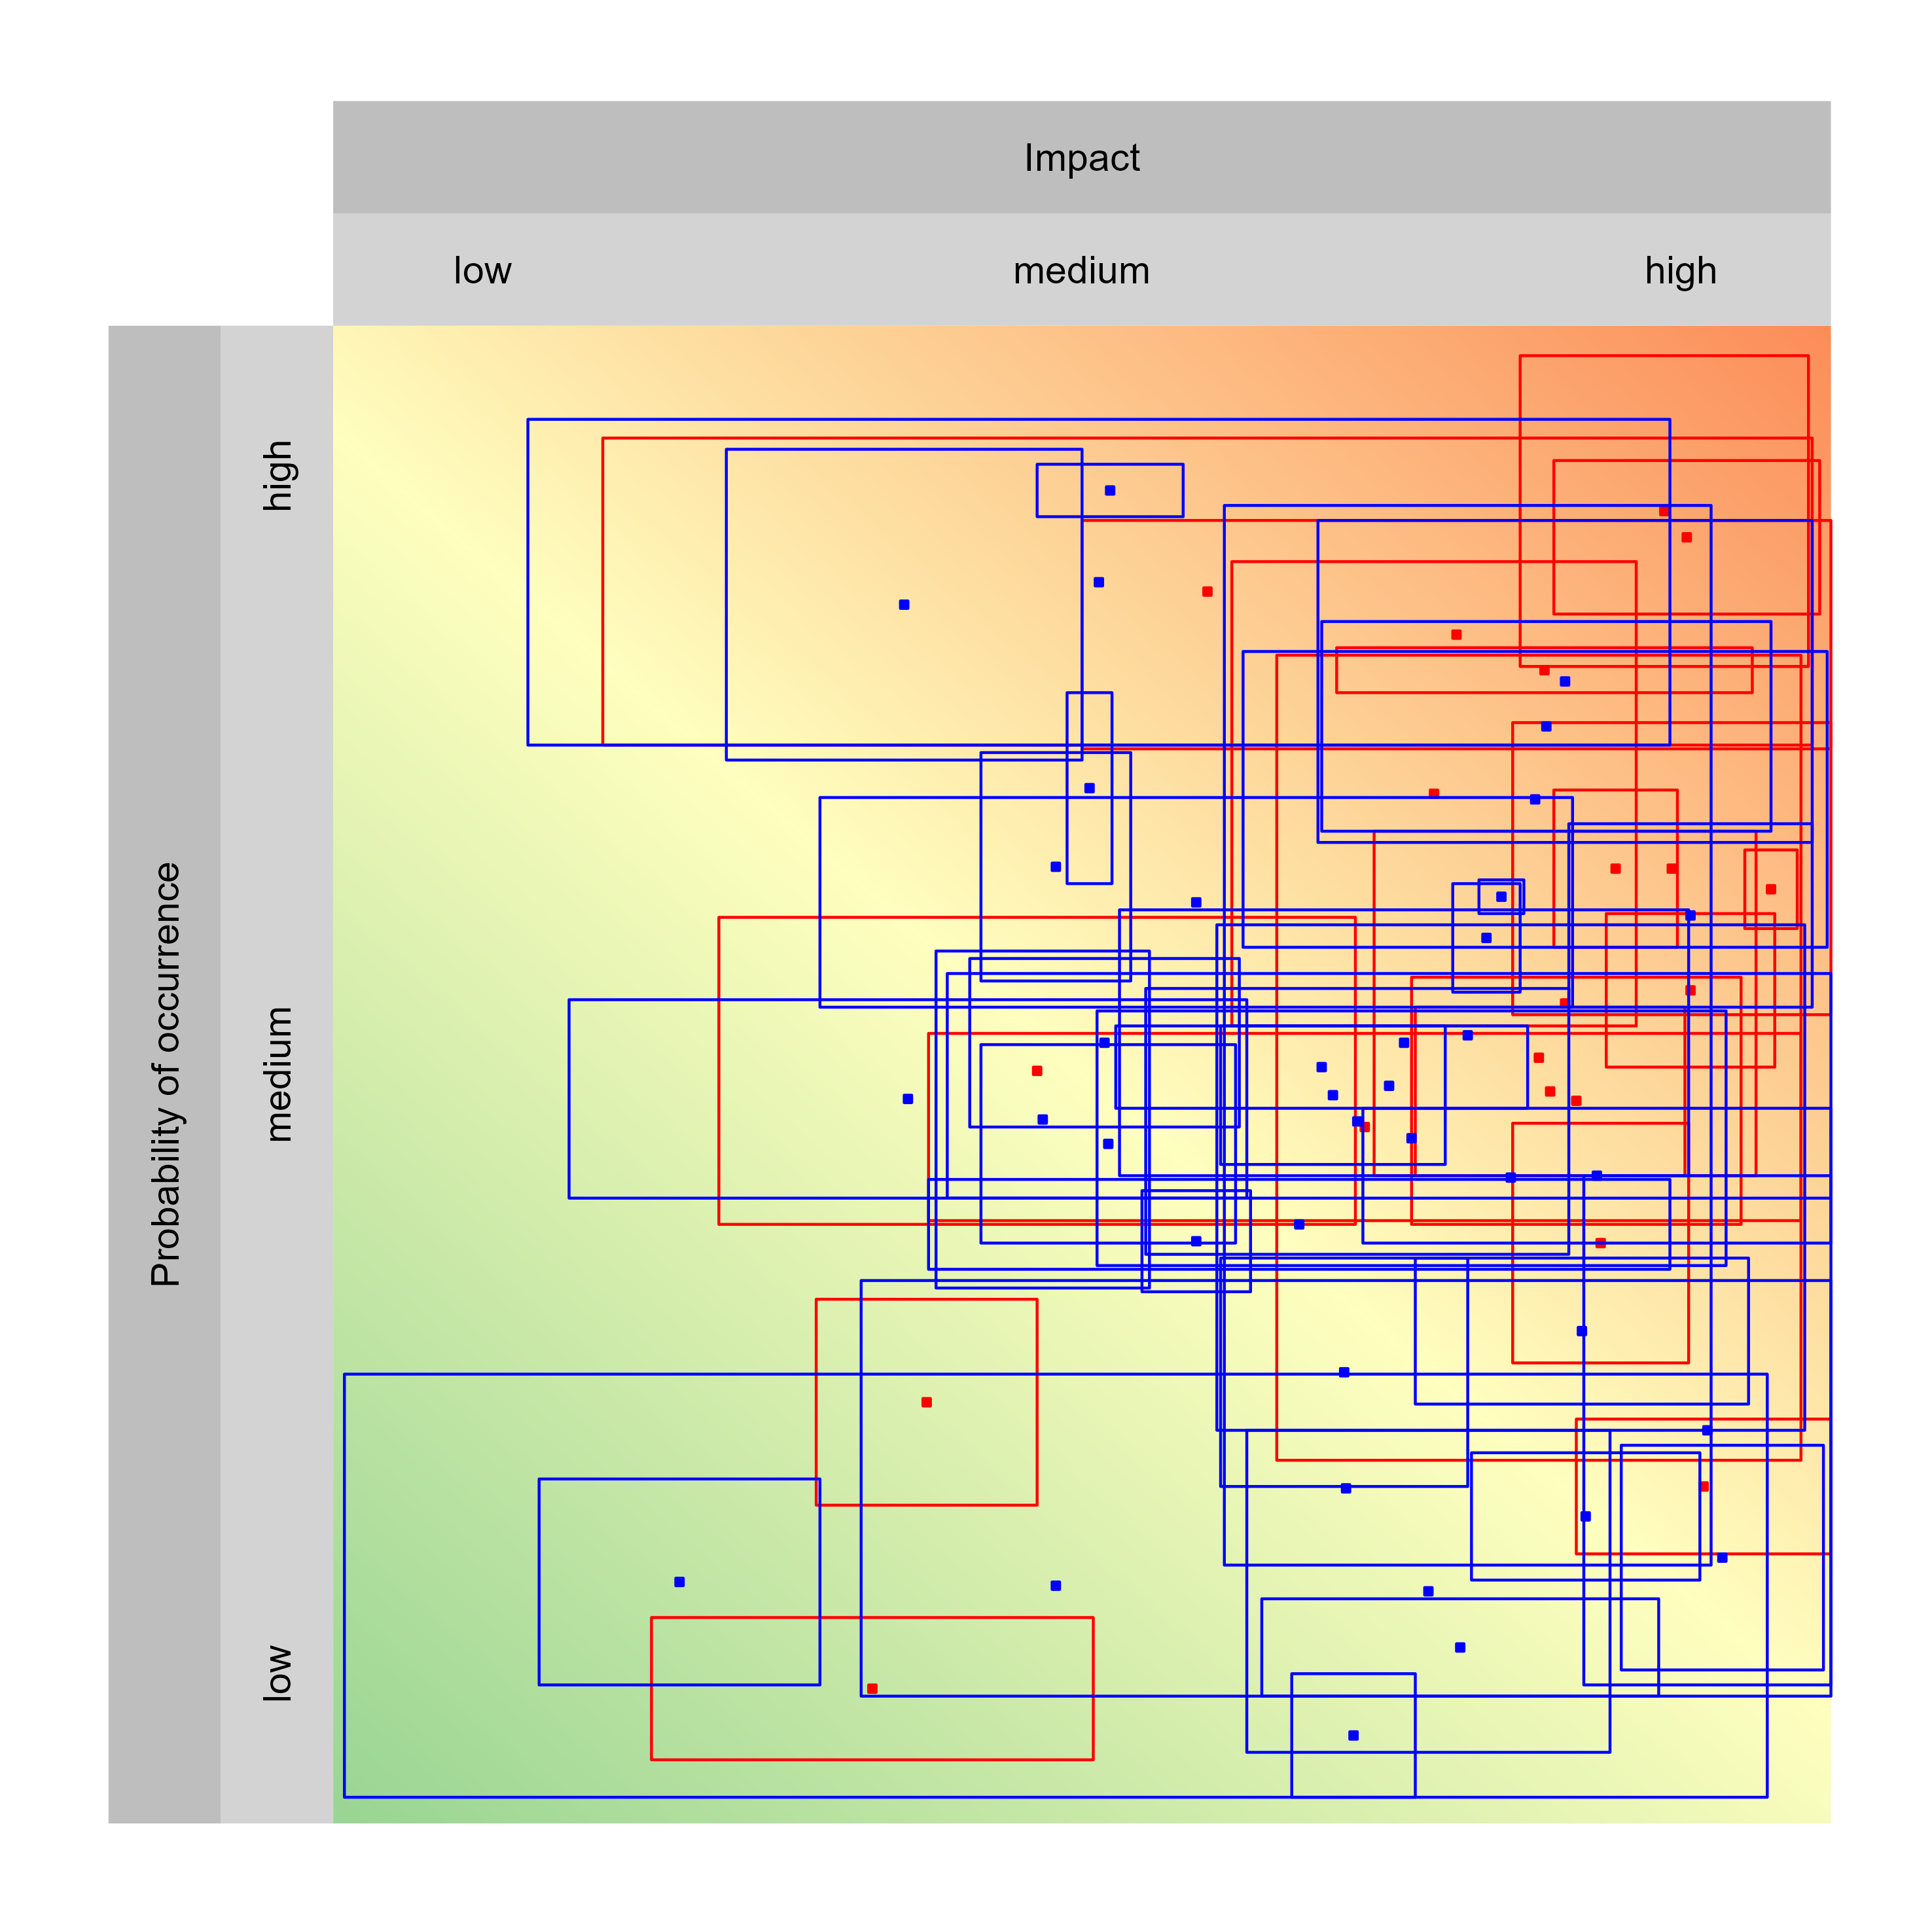 Impact
low
medium
high
Probability of occurrence
high
medium
low